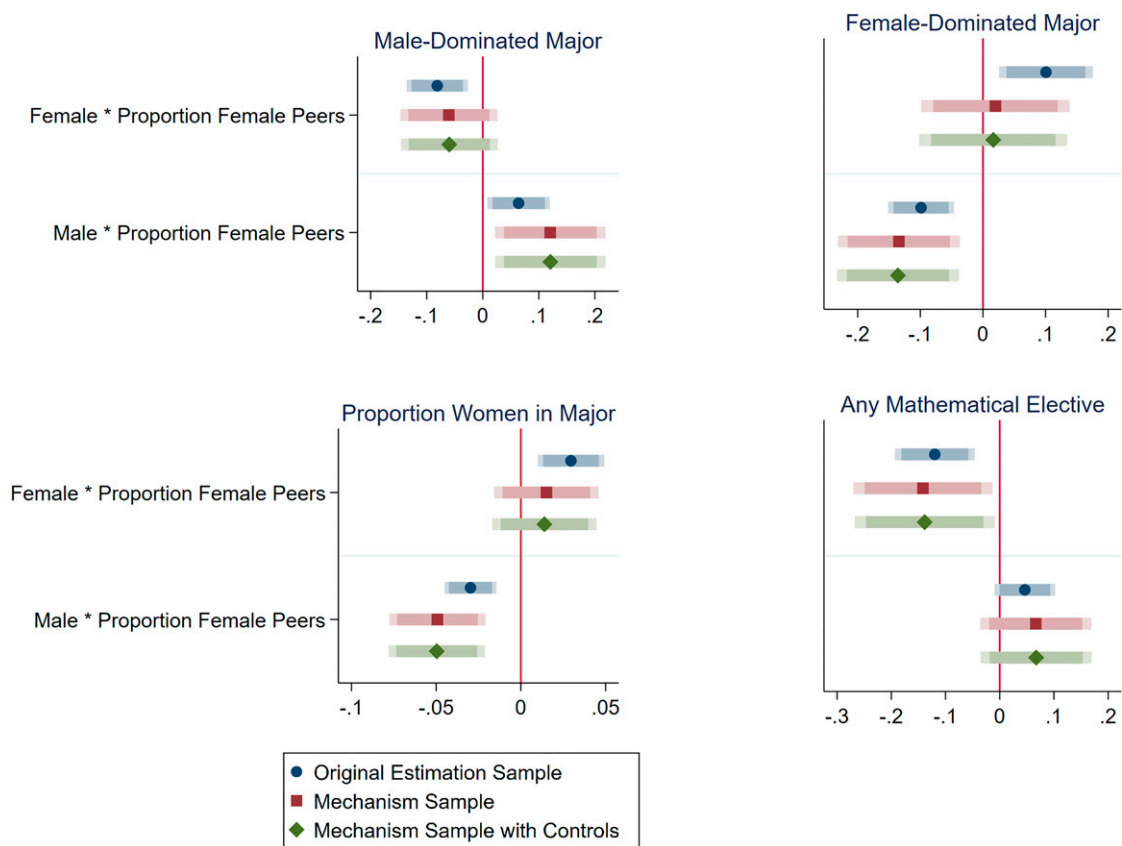 Male-Dominated Major
Female * Proportion Female Peers
Male * Proportion Female Peers
-.2 -.1 0 .1 .2
Female-Dominated Major
-.2 -.1 0 .1 .2
Proportion Women in Major
Female * Proportion Female Peers
Male * Proportion Female Peers
-.1 -.05 0 .05
Any Mathematical Elective
-.3 -.2 -.1 0 .1 .2
Original Estimation Sample
Mechanism Sample
Mechanism Sample with Controls